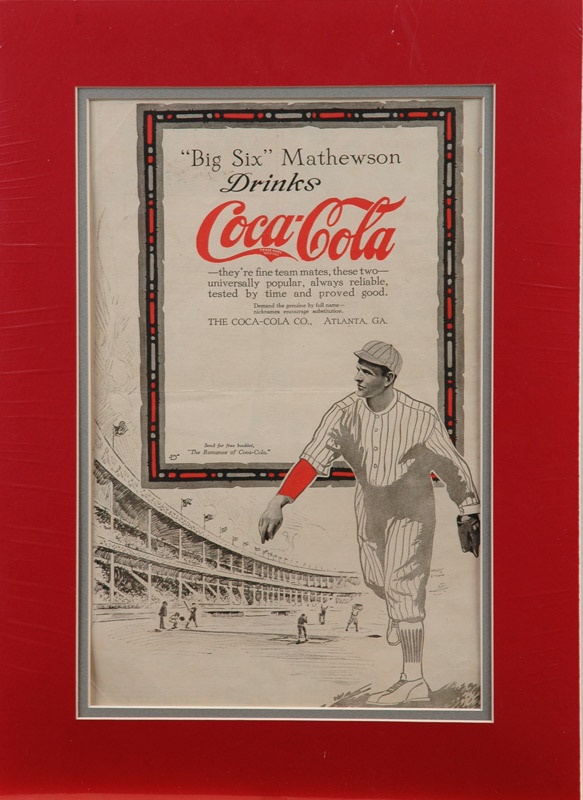 "Big Six" Mathewson
Drinks
Coca-Cola
—they're fine team mates, these two—
universally popular, always reliable,
tested by time and proved good.
Demand the genuine by full name—
nicknames encourage substitution.
THE COCA-COLA CO., ATLANTA, GA.
Send for free booklet,
"The Romance of Coca-Cola."